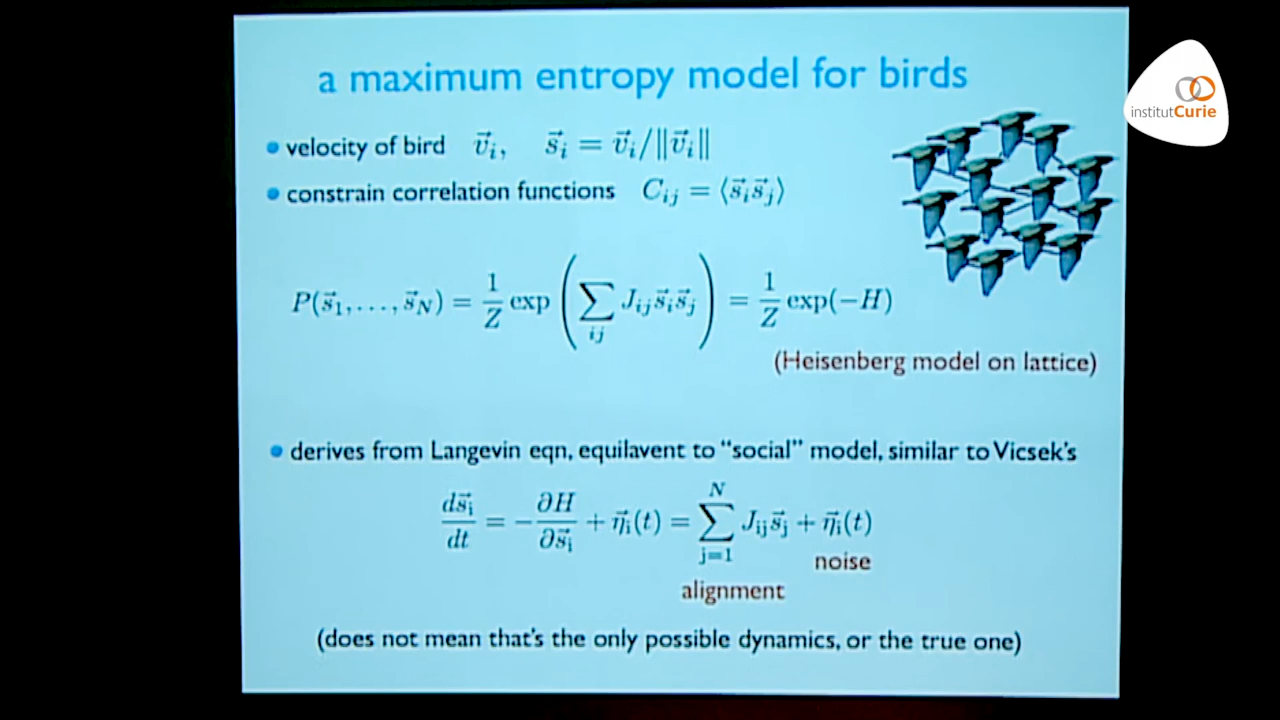 a maximum entropy model for birds
institutCurie
• velocity of bird $\vec{v}_i, \quad \vec{s}_i = \vec{v}_i/\|\vec{v}_i\|$
• constrain correlation functions $C_{ij} = \langle \vec{s}_i \vec{s}_j \rangle$
$P(\vec{s}_1, \ldots, \vec{s}_N) = \frac{1}{Z} \exp\left( \sum_{ij} J_{ij} \vec{s}_i \vec{s}_j \right) = \frac{1}{Z} \exp(-H)$
(Heisenberg model on lattice)
• derives from Langevin eqn, equilavent to “social” model, similar to Vicsek's
$\frac{d\vec{s}_i}{dt} = -\frac{\partial H}{\partial \vec{s}_i} + \vec{\eta}_i(t) = \sum_{j=1}^{N} J_{ij} \vec{s}_j + \vec{\eta}_i(t)$
noise
alignment
(does not mean that's the only possible dynamics, or the true one)